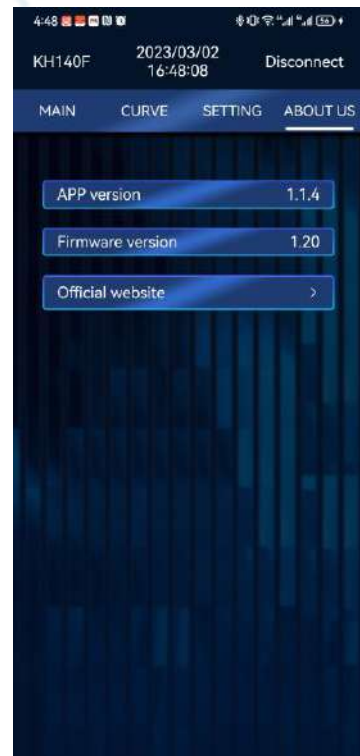 4:48
56
KH140F 2023/03/02 16:48:08 Disconnect
MAIN CURVE SETTING ABOUT US
APP version 1.1.4
Firmware version 1.20
Official website >